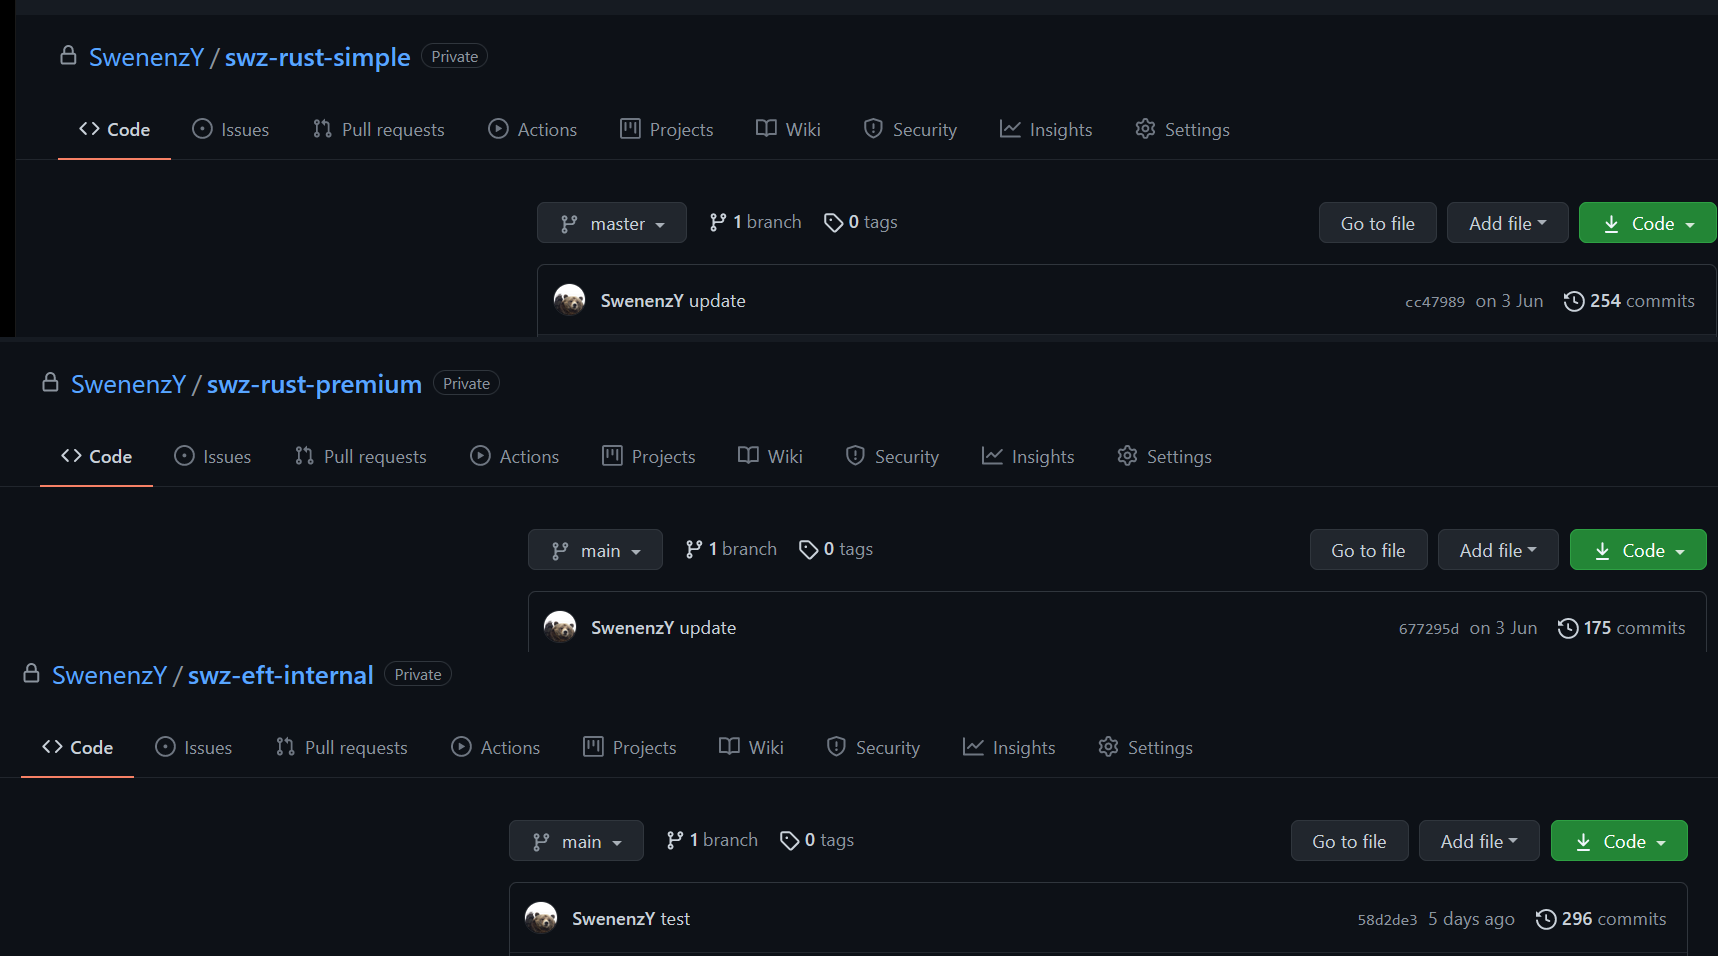 SwenenzY / swz-rust-simple Private
Code Issues Pull requests Actions Projects Wiki Security Insights Settings
master 1 branch 0 tags Go to file Add file Code
SwenenzY update cc47989 on 3 Jun 254 commits
SwenenzY / swz-rust-premium Private
Code Issues Pull requests Actions Projects Wiki Security Insights Settings
main 1 branch 0 tags Go to file Add file Code
SwenenzY update 677295d on 3 Jun 175 commits
SwenenzY / swz-eft-internal Private
Code Issues Pull requests Actions Projects Wiki Security Insights Settings
main 1 branch 0 tags Go to file Add file Code
SwenenzY test 58d2de3 5 days ago 296 commits